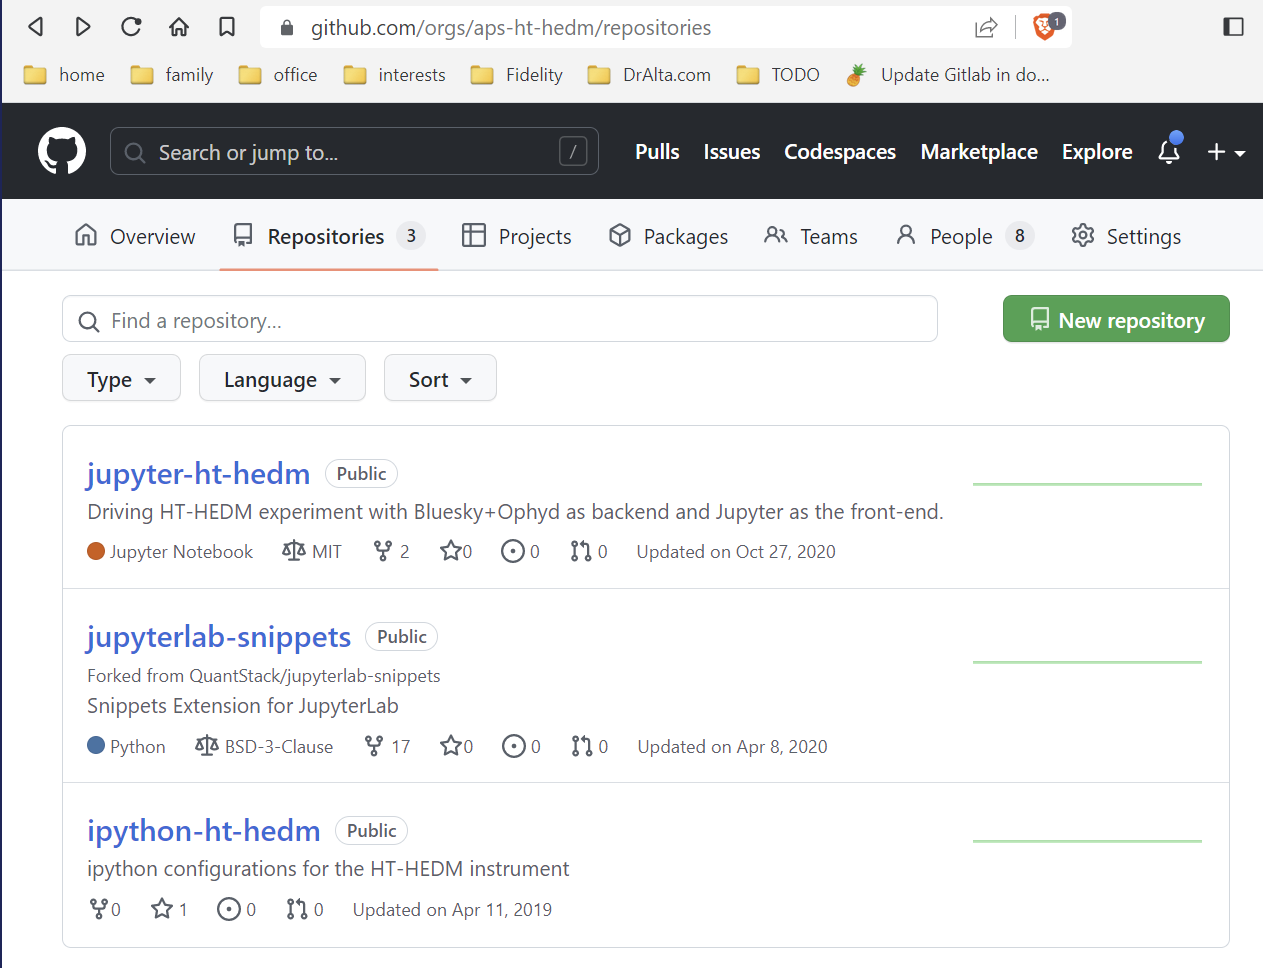 github.com/orgs/aps-ht-hedm/repositories 1
home family office interests Fidelity DrAlta.com TODO Update Gitlab in do...
Search or jump to... / Pulls Issues Codespaces Marketplace Explore
Overview Repositories 3 Projects Packages Teams People 8 Settings
Find a repository... New repository
Type Language Sort
jupyter-ht-hedm Public
Driving HT-HEDM experiment with Bluesky+Ophyd as backend and Jupyter as the front-end.
Jupyter Notebook MIT 2 0 0 0 Updated on Oct 27, 2020
jupyterlab-snippets Public
Forked from QuantStack/jupyterlab-snippets
Snippets Extension for JupyterLab
Python BSD-3-Clause 17 0 0 0 Updated on Apr 8, 2020
ipython-ht-hedm Public
ipython configurations for the HT-HEDM instrument
0 1 0 0 Updated on Apr 11, 2019